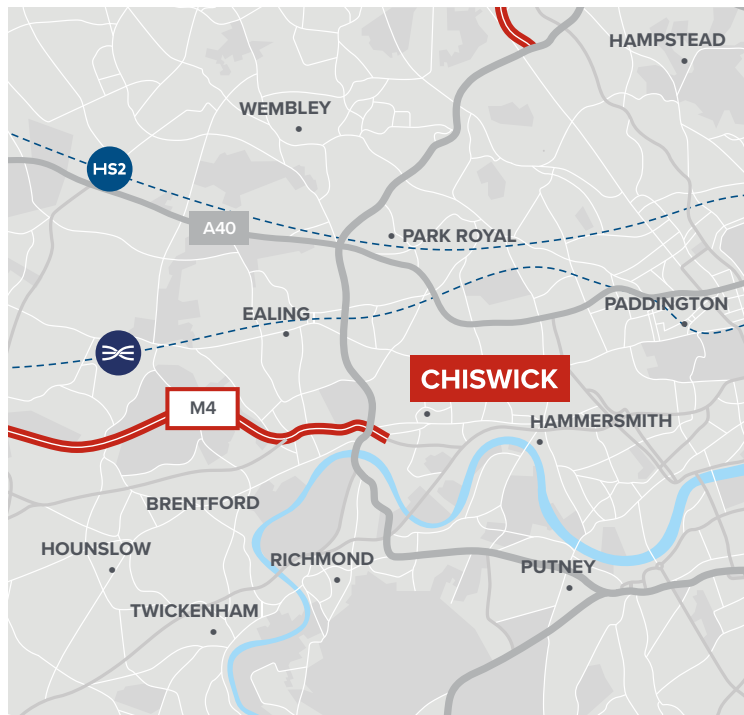 HAMPSTEAD
WEMBLEY
HS2
A40
PARK ROYAL
PADDINGTON
EALING
CHISWICK
M4
HAMMERSMITH
BRENTFORD
HOUNSLOW
RICHMOND
PUTNEY
TWICKENHAM